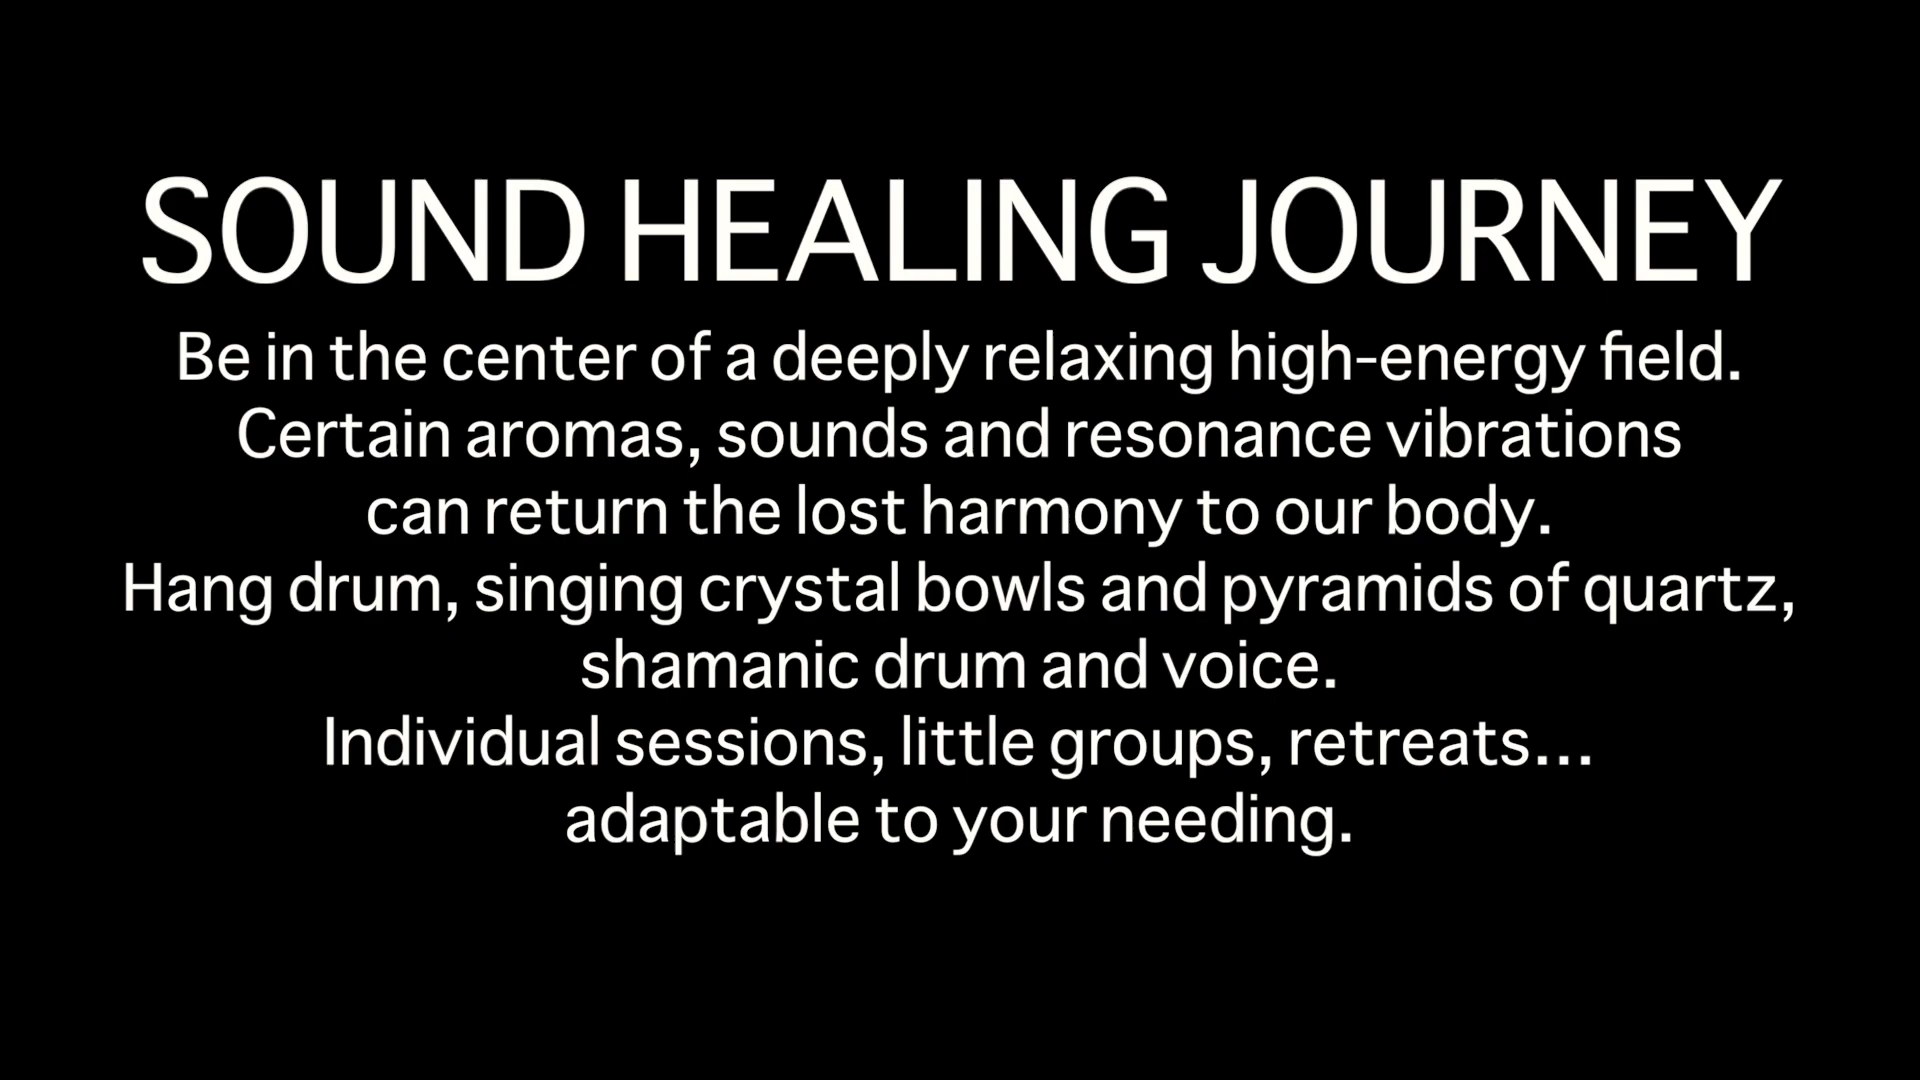 SOUND HEALING JOURNEY
Be in the center of a deeply relaxing high-energy field.
Certain aromas, sounds and resonance vibrations
can return the lost harmony to our body.
Hang drum, singing crystal bowls and pyramids of quartz,
shamanic drum and voice.
Individual sessions, little groups, retreats...
adaptable to your needing.